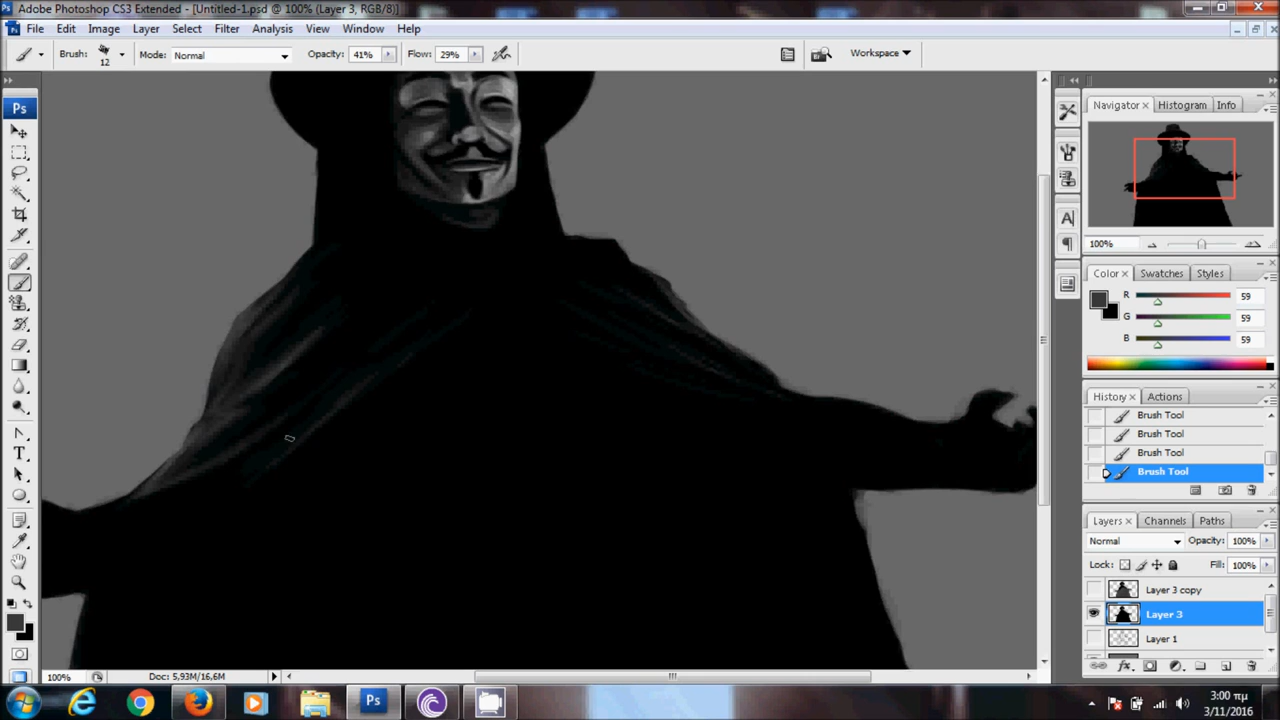 Adobe Photoshop CS3 Extended - [Untitled-1.psd @ 100% (Layer 3, RGB/8)]
File Edit Image Layer Select Filter Analysis View Window Help
Brush: 12 Mode: Normal Opacity: 41% Flow: 29% Workspace
Ps
Navigator Histogram Info
100%
Color Swatches Styles
R 59
G 59
B 59
History Actions
Brush Tool
Brush Tool
Brush Tool
Brush Tool
Layers Channels Paths
Normal Opacity: 100%
Lock: Fill: 100%
Layer 3 copy
Layer 3
Layer 1
100% Doc: 5,93M/16,6M
Ps
3:00 πμ
3/11/2016